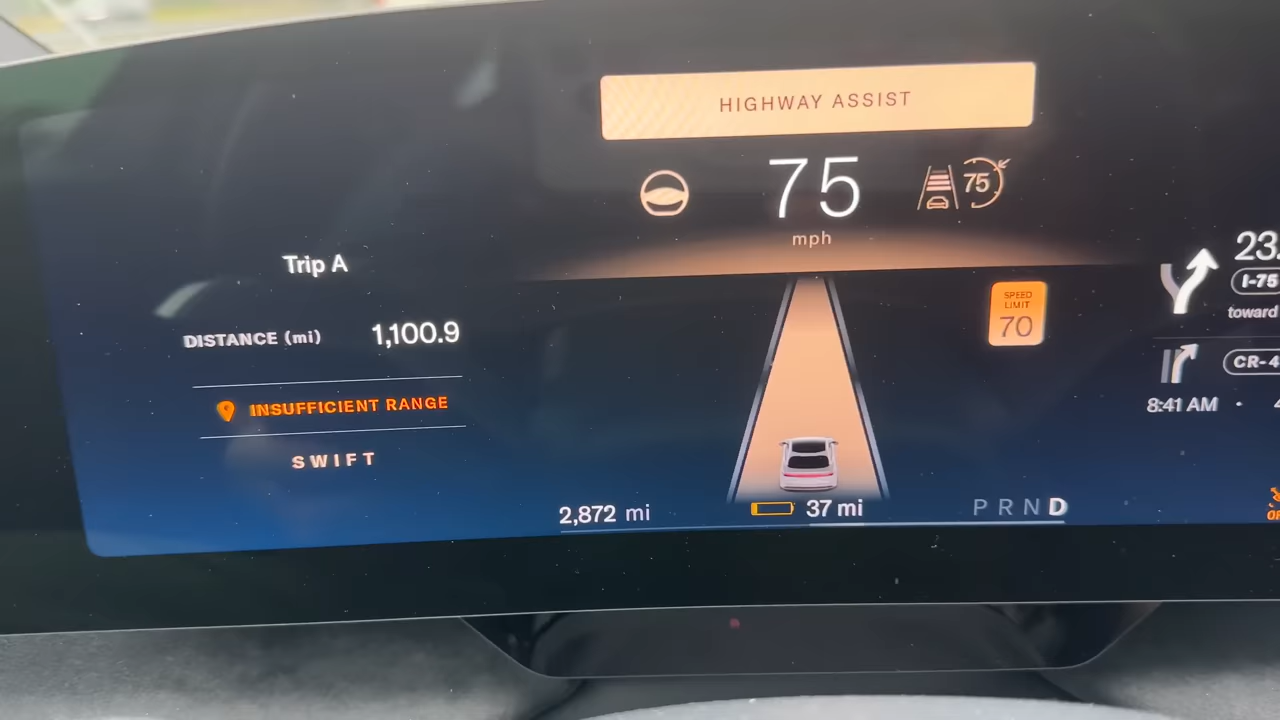 HIGHWAY ASSIST
75
75
mph
Trip A
DISTANCE (mi) 1,100.9
INSUFFICIENT RANGE
SWIFT
SPEED
LIMIT
70
23.
I-75
toward
CR-4
8:41 AM ·
2,872 mi
37 mi
P R N D